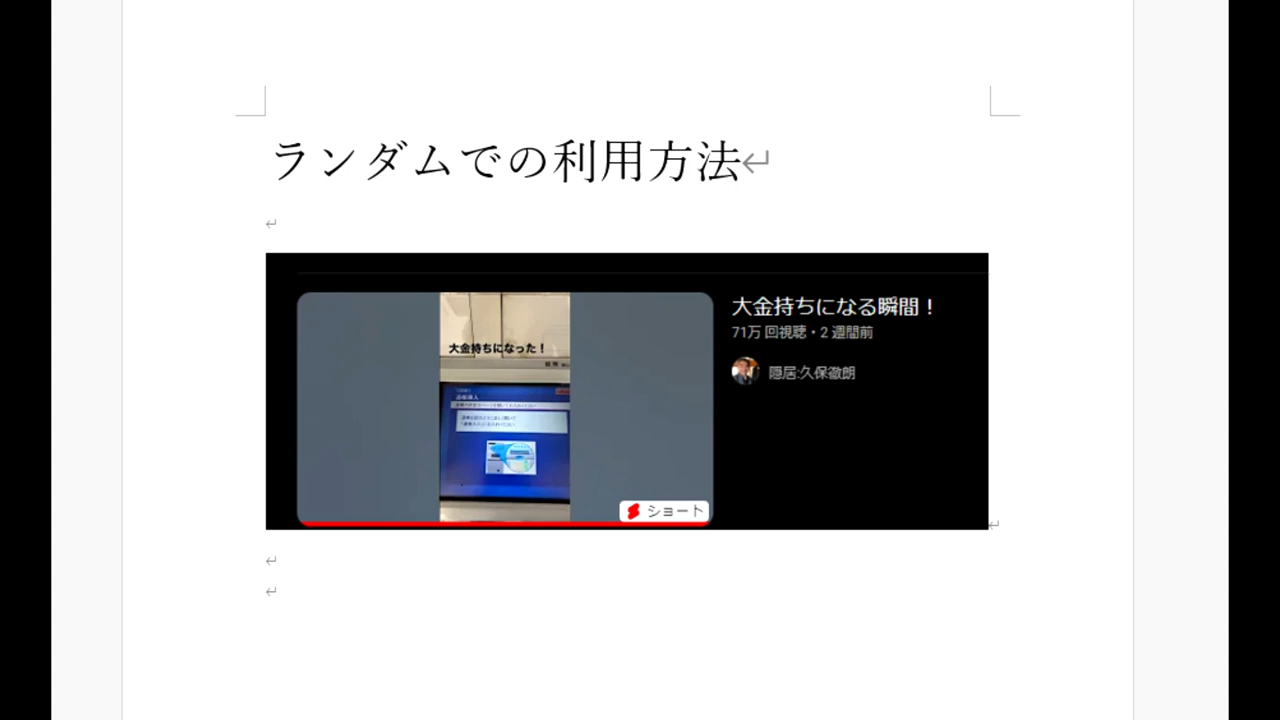 ランダムでの利用方法
大金持ちになった！
大金持ちになる瞬間！
71万 回視聴・2 週間前
隠居:久保徹朗
ショート